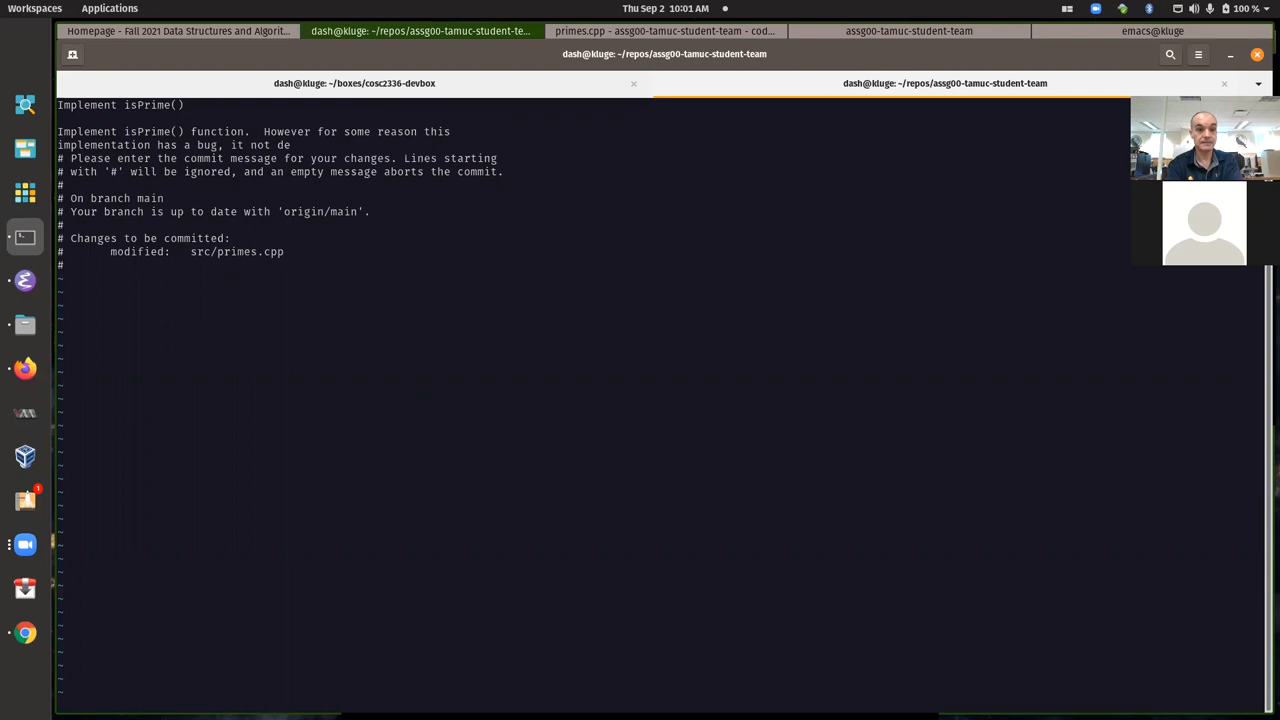 Workspaces Applications Thu Sep 2 10:01 AM 100 %
Homepage - Fall 2021 Data Structures and Algorit... dash@kluge: ~/repos/assg00-tamuc-student-te... primes.cpp - assg00-tamuc-student-team - cod... assg00-tamuc-student-team emacs@kluge
dash@kluge: ~/repos/assg00-tamuc-student-team
dash@kluge: ~/boxes/cosc2336-devbox dash@kluge: ~/repos/assg00-tamuc-student-team
Implement isPrime()
Implement isPrime() function.  However for some reason this
implementation has a bug, it not de
# Please enter the commit message for your changes. Lines starting
# with '#' will be ignored, and an empty message aborts the commit.
#
# On branch main
# Your branch is up to date with 'origin/main'.
#
# Changes to be committed:
#       modified:   src/primes.cpp
#
1